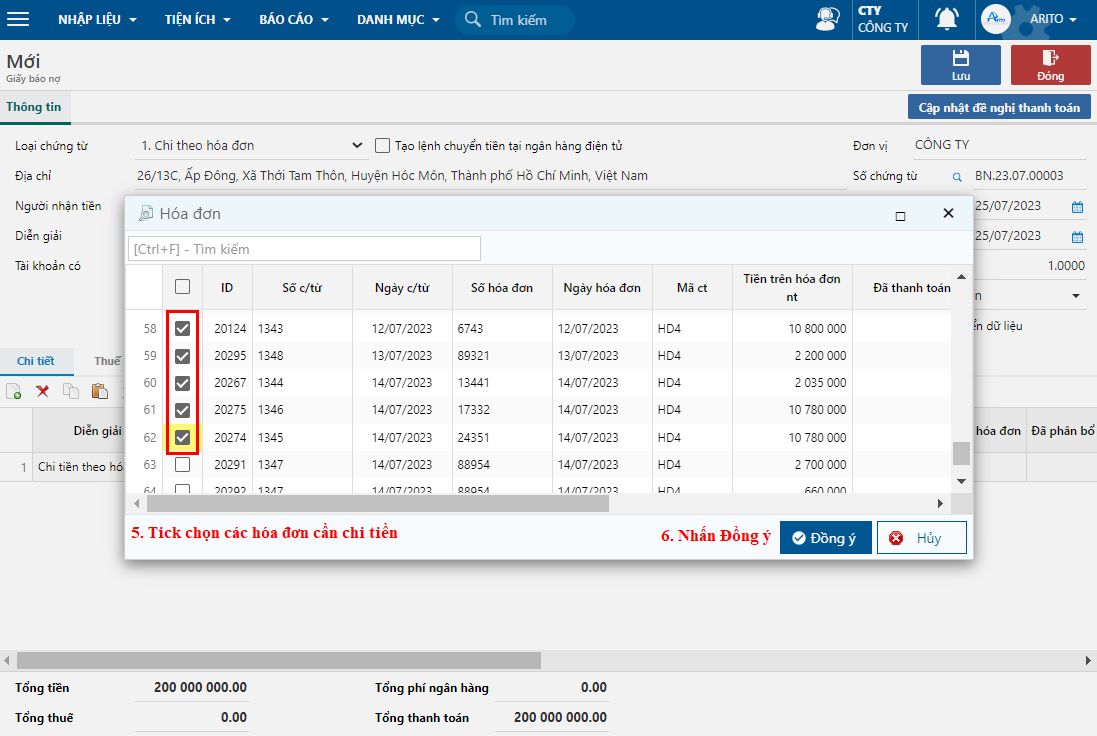 NHẬP LIỆU TIỆN ÍCH BÁO CÁO DANH MỤC Tìm kiếm CTY CÔNG TY Arito ARITO
Mới
Giấy báo nợ
Lưu Đóng
Thông tin Cập nhật đề nghị thanh toán
Loại chứng từ 1. Chi theo hóa đơn Tạo lệnh chuyển tiền tại ngân hàng điện tử Đơn vị CÔNG TY
Địa chỉ 26/13C, Ấp Đông, Xã Thới Tam Thôn, Huyện Hóc Môn, Thành phố Hồ Chí Minh, Việt Nam Số chứng từ BN.23.07.00003
Người nhận tiền 25/07/2023
Diễn giải 25/07/2023
Tài khoản có 1.0000
n
ển dữ liệu
Hóa đơn
[Ctrl+F] - Tìm kiếm
ID Số c/từ Ngày c/từ Số hóa đơn Ngày hóa đơn Mã ct Tiền trên hóa đơn nt Đã thanh toán
58 20124 1343 12/07/2023 6743 12/07/2023 HD4 10 800 000
59 20295 1348 13/07/2023 89321 13/07/2023 HD4 2 200 000
60 20267 1344 14/07/2023 13441 14/07/2023 HD4 2 035 000
61 20275 1346 14/07/2023 17332 14/07/2023 HD4 10 780 000
62 20274 1345 14/07/2023 24351 14/07/2023 HD4 10 780 000
63 20291 1347 14/07/2023 88954 14/07/2023 HD4 2 700 000
64 20292 1347 14/07/2023 88954 14/07/2023 HD4 660 000
5. Tick chọn các hóa đơn cần chi tiền 6. Nhấn Đồng ý Đồng ý Hủy
Chi tiết Thuế
Diễn giải hóa đơn Đã phân bổ
1 Chi tiền theo hó
Tổng tiền 200 000 000.00 Tổng phí ngân hàng 0.00
Tổng thuế 0.00 Tổng thanh toán 200 000 000.00